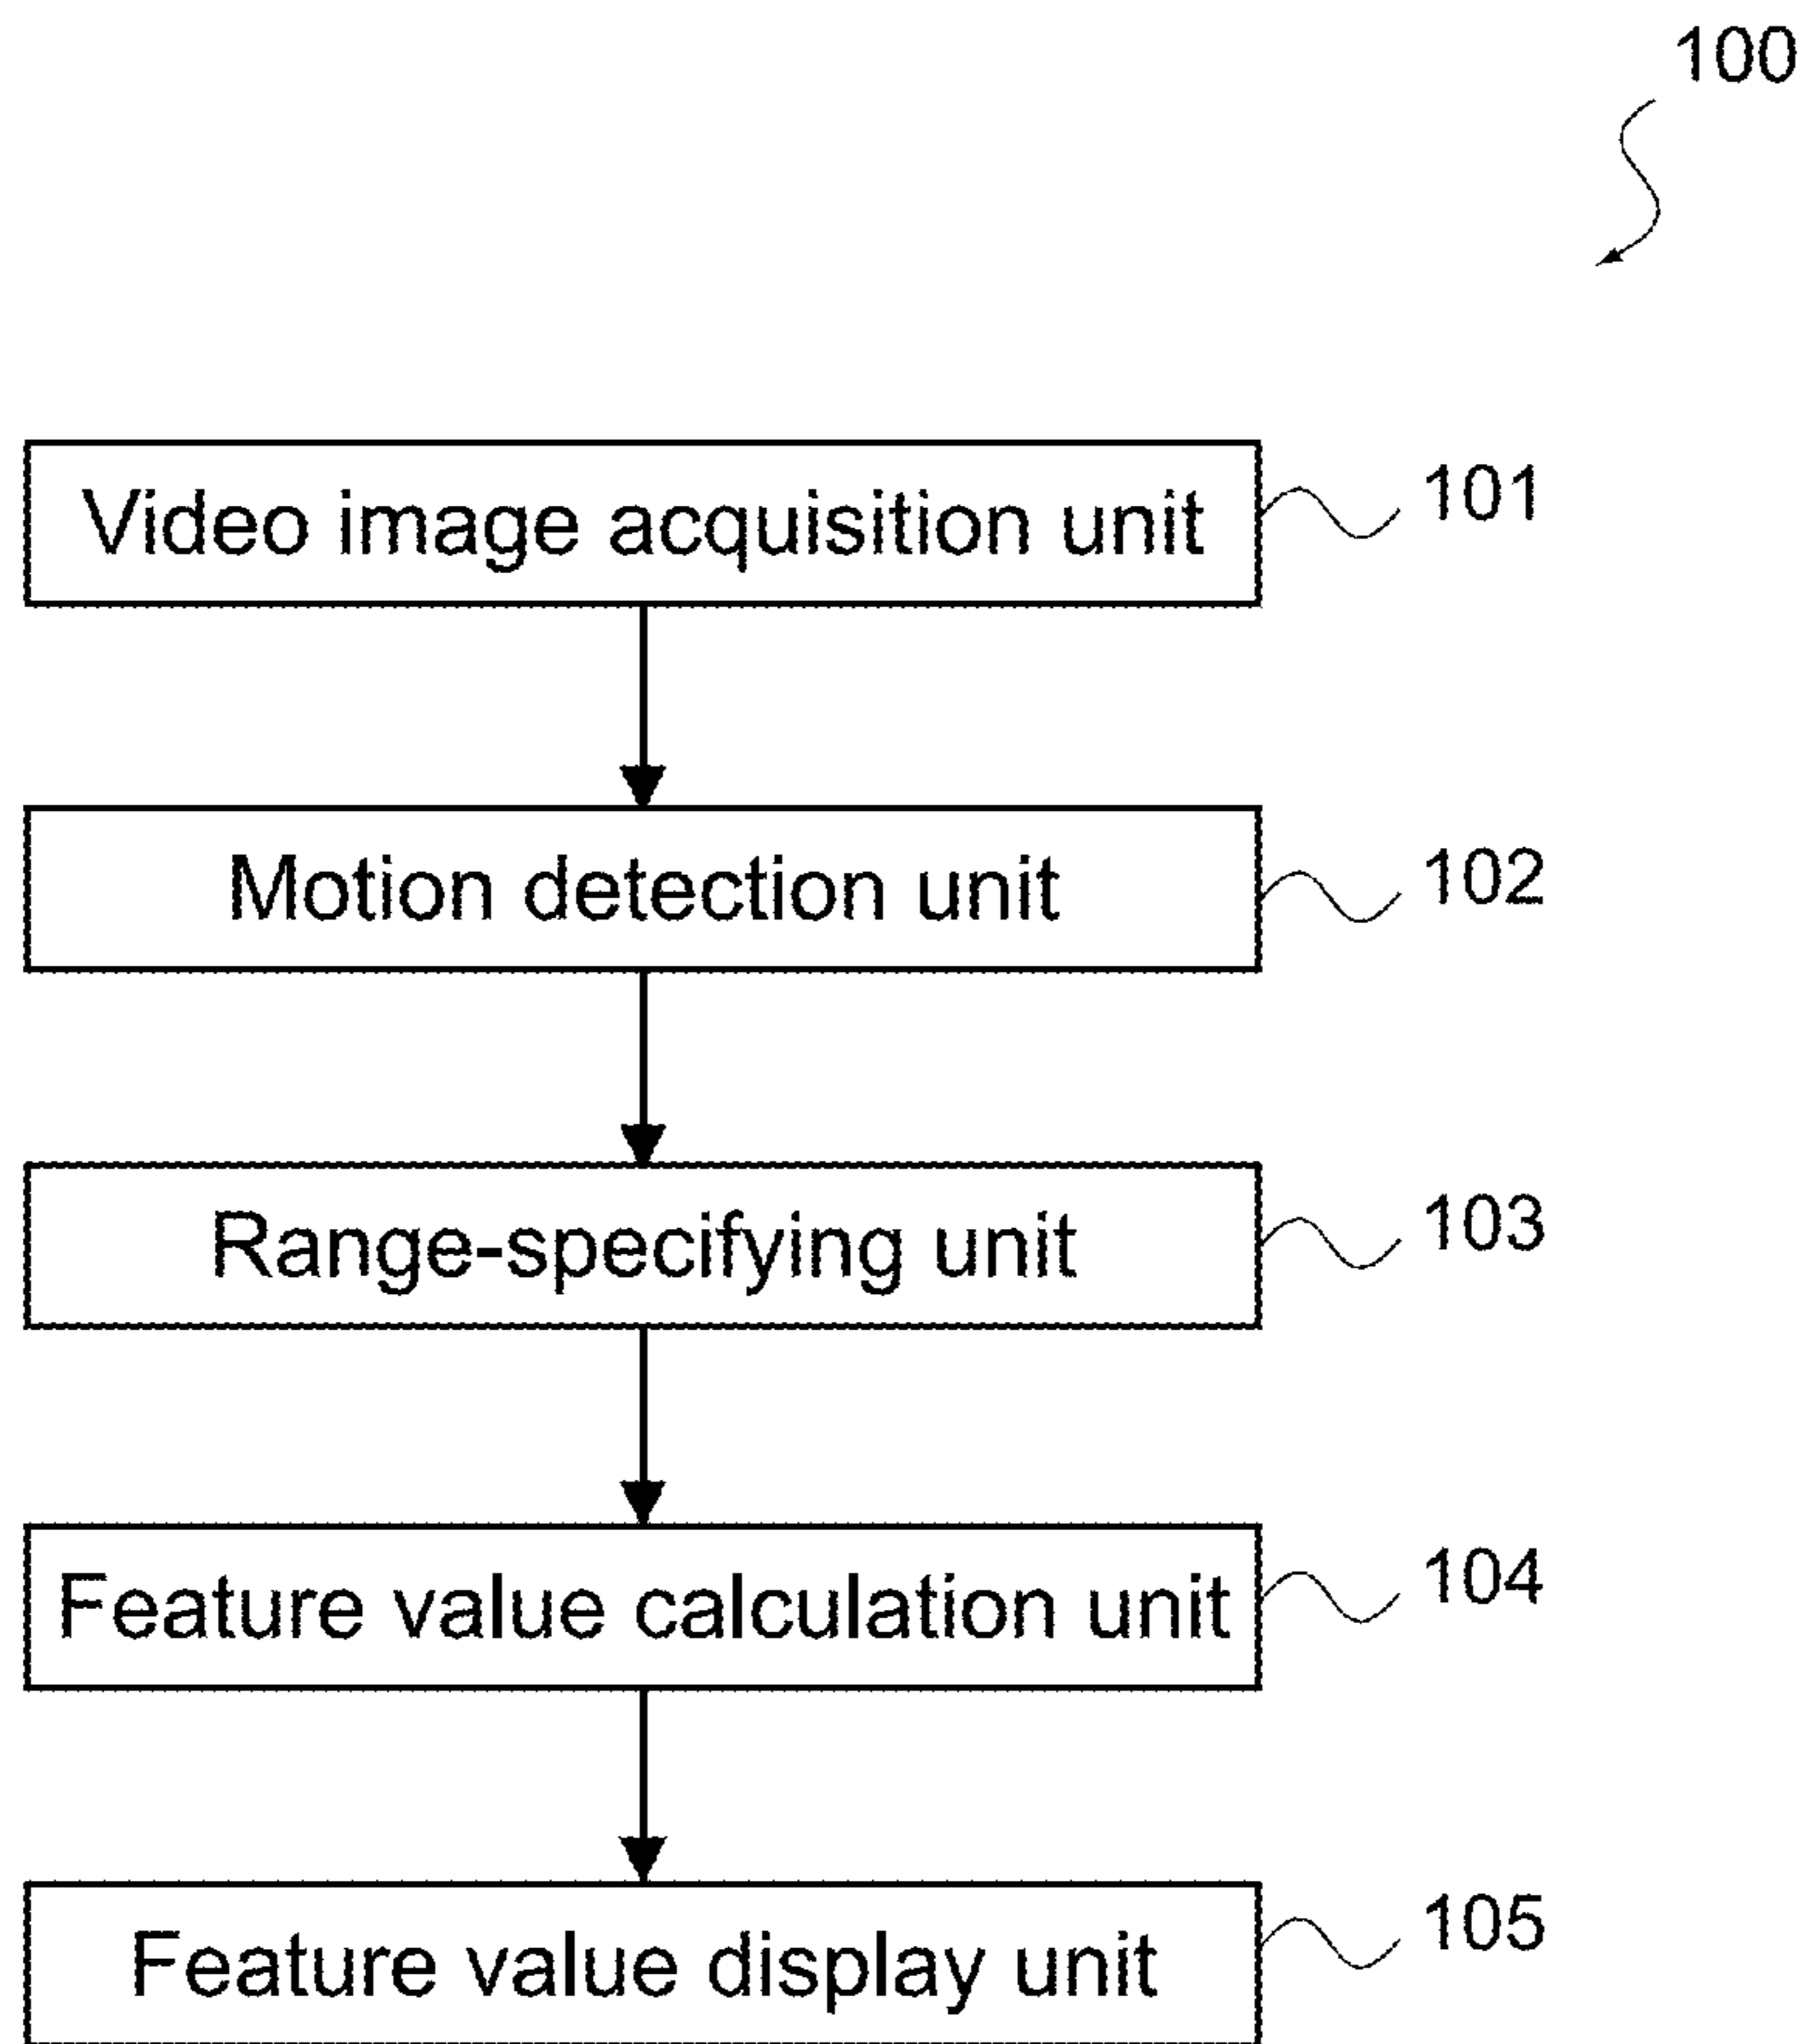 100
Video image acquisition unit 101
Motion detection unit 102
Range-specifying unit 103
Feature value calculation unit 104
Feature value display unit 105